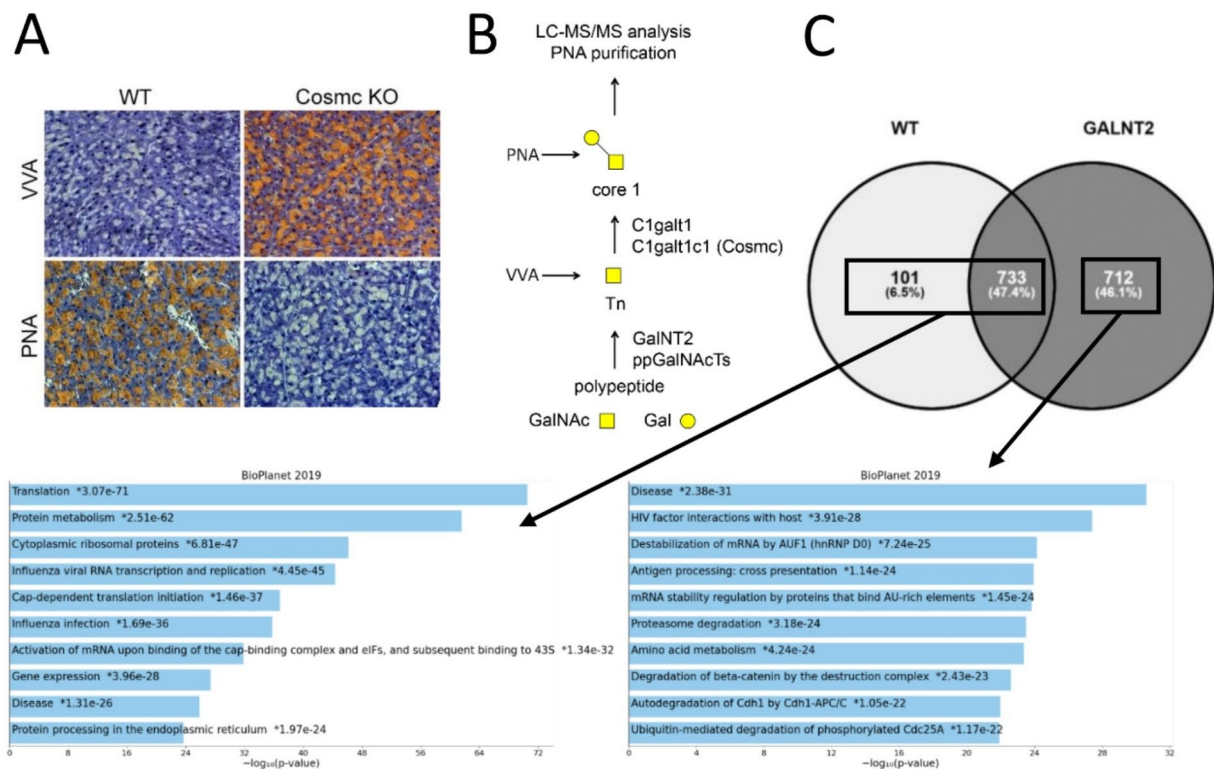 A
WT
Cosmc KO
VVA
PNA
B
LC-MS/MS analysis
PNA purification
PNA
core 1
C1galt1
C1galt1c1 (Cosmc)
VVA
Tn
GalNT2
ppGalNAcTs
polypeptide
GalNAc
Gal
C
WT
GALNT2
101
(6.5%)
733
(47.4%)
712
(46.1%)
BioPlanet 2019
Translation *3.07e-71
Protein metabolism *2.51e-62
Cytoplasmic ribosomal proteins *6.81e-47
Influenza viral RNA transcription and replication *4.45e-45
Cap-dependent translation initiation *1.46e-37
Influenza infection *1.69e-36
Activation of mRNA upon binding of the cap-binding complex and eIFs, and subsequent binding to 43S *1.34e-32
Gene expression *3.96e-28
Disease *1.31e-26
Protein processing in the endoplasmic reticulum *1.97e-24
0 8 16 24 32 40 48 56 64 72
−log₁₀(p-value)
BioPlanet 2019
Disease *2.38e-31
HIV factor interactions with host *3.91e-28
Destabilization of mRNA by AUF1 (hnRNP D0) *7.24e-25
Antigen processing: cross presentation *1.14e-24
mRNA stability regulation by proteins that bind AU-rich elements *1.45e-24
Proteasome degradation *3.18e-24
Amino acid metabolism *4.24e-24
Degradation of beta-catenin by the destruction complex *2.43e-23
Autodegradation of Cdh1 by Cdh1-APC/C *1.05e-22
Ubiquitin-mediated degradation of phosphorylated Cdc25A *1.17e-22
0 4 8 12 16 20 24 28 32
−log₁₀(p-value)